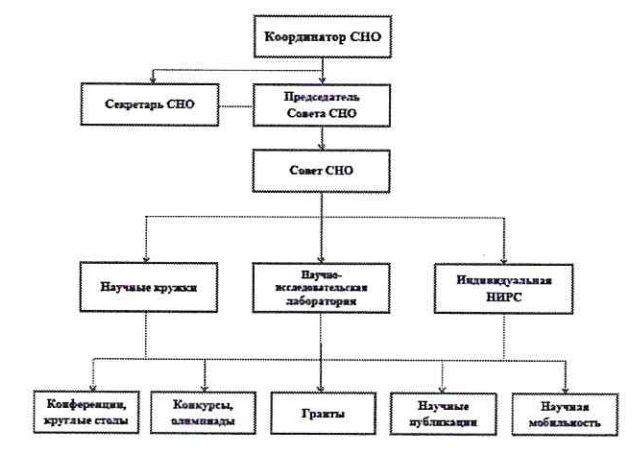 Координатор СНО
Секретарь СНО
Председатель
Совета СНО
Совет СНО
Научные кружки
Научно-
исследовательская
лаборатория
Индивидуальная
НИРС
Конференции,
круглые столы
Конкурсы,
олимпиады
Гранты
Научные
публикации
Научная
мобильность